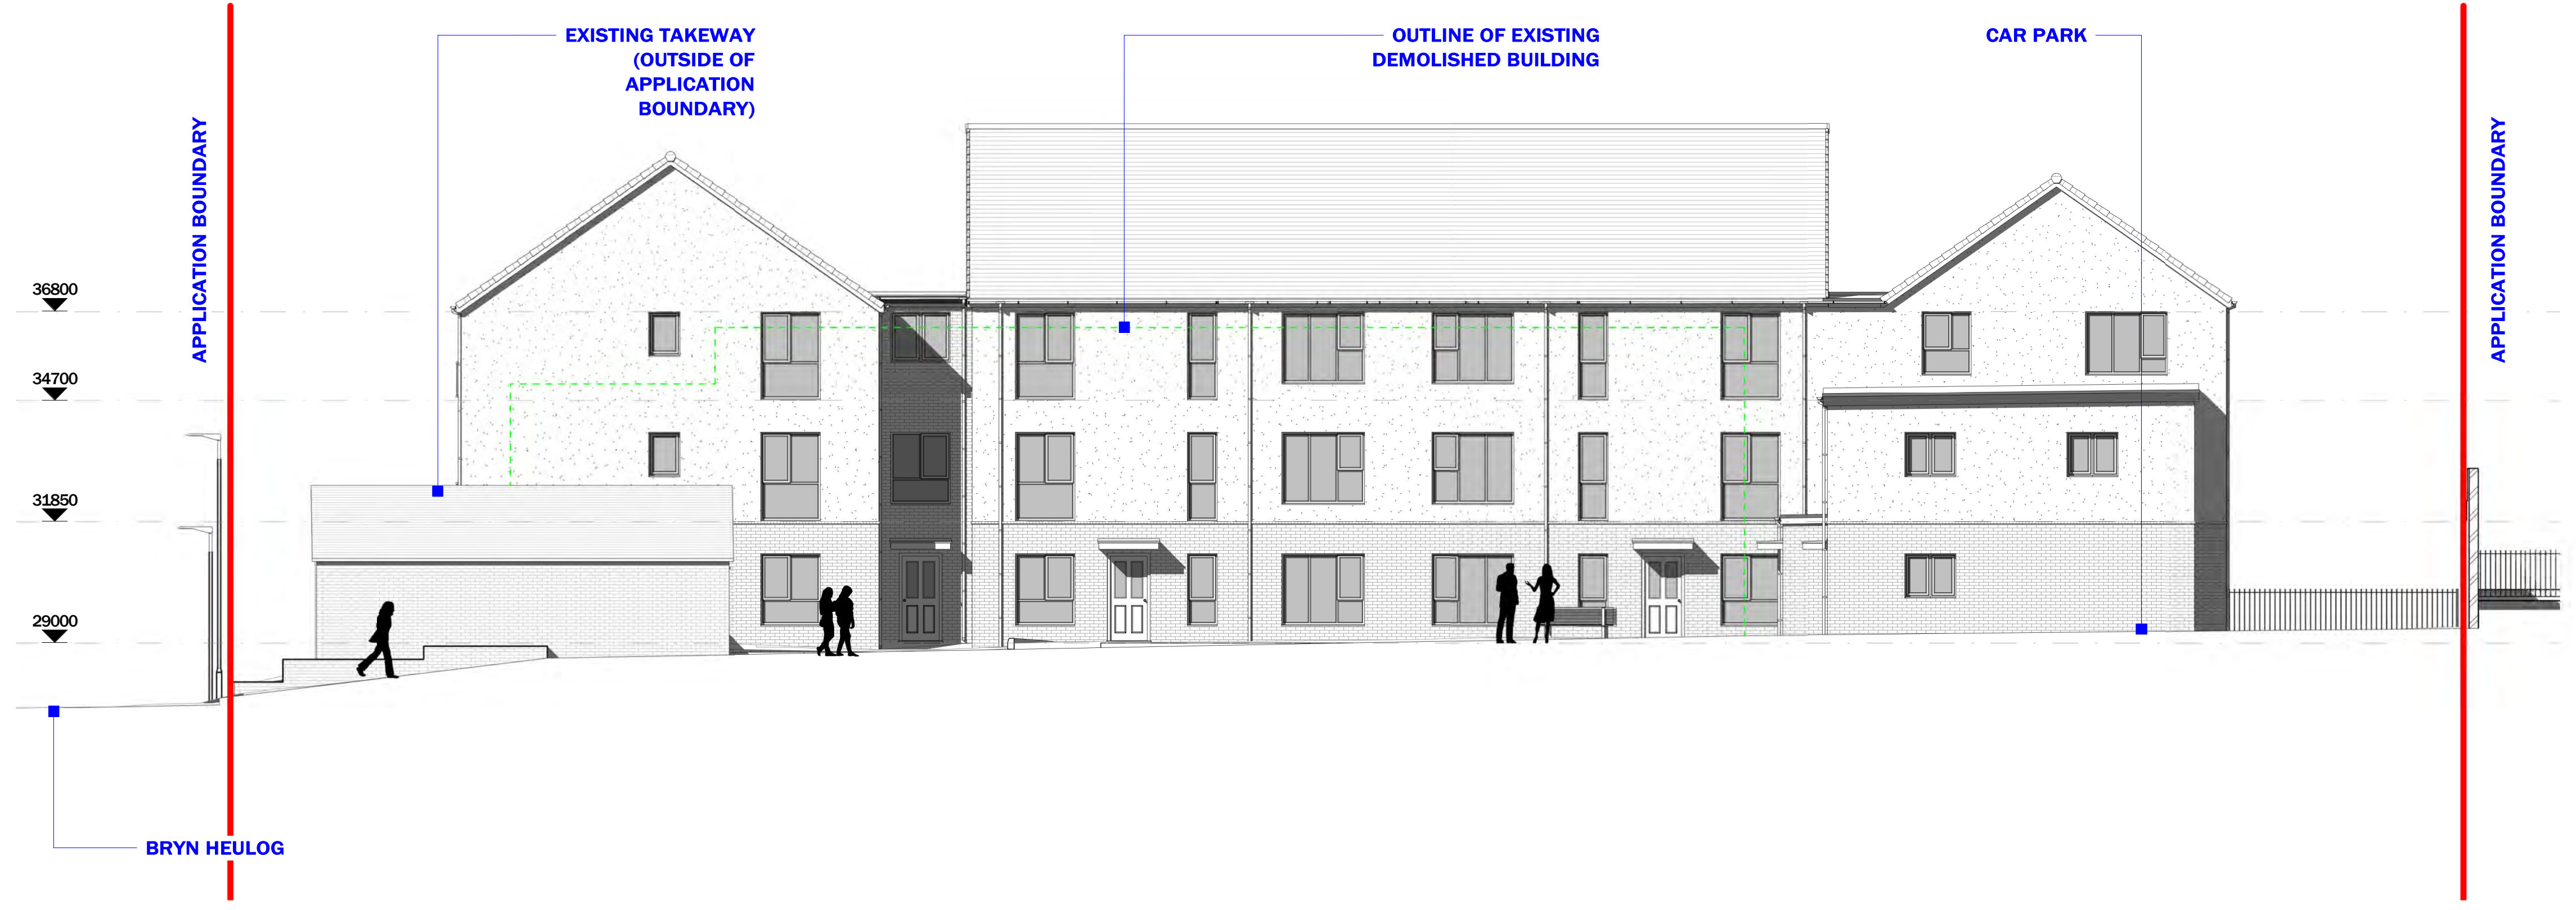 EXISTING TAKEWAY
(OUTSIDE OF
APPLICATION
BOUNDARY)
OUTLINE OF EXISTING
DEMOLISHED BUILDING
CAR PARK
APPLICATION BOUNDARY
APPLICATION BOUNDARY
36800
34700
31850
29000
BRYN HEULOG